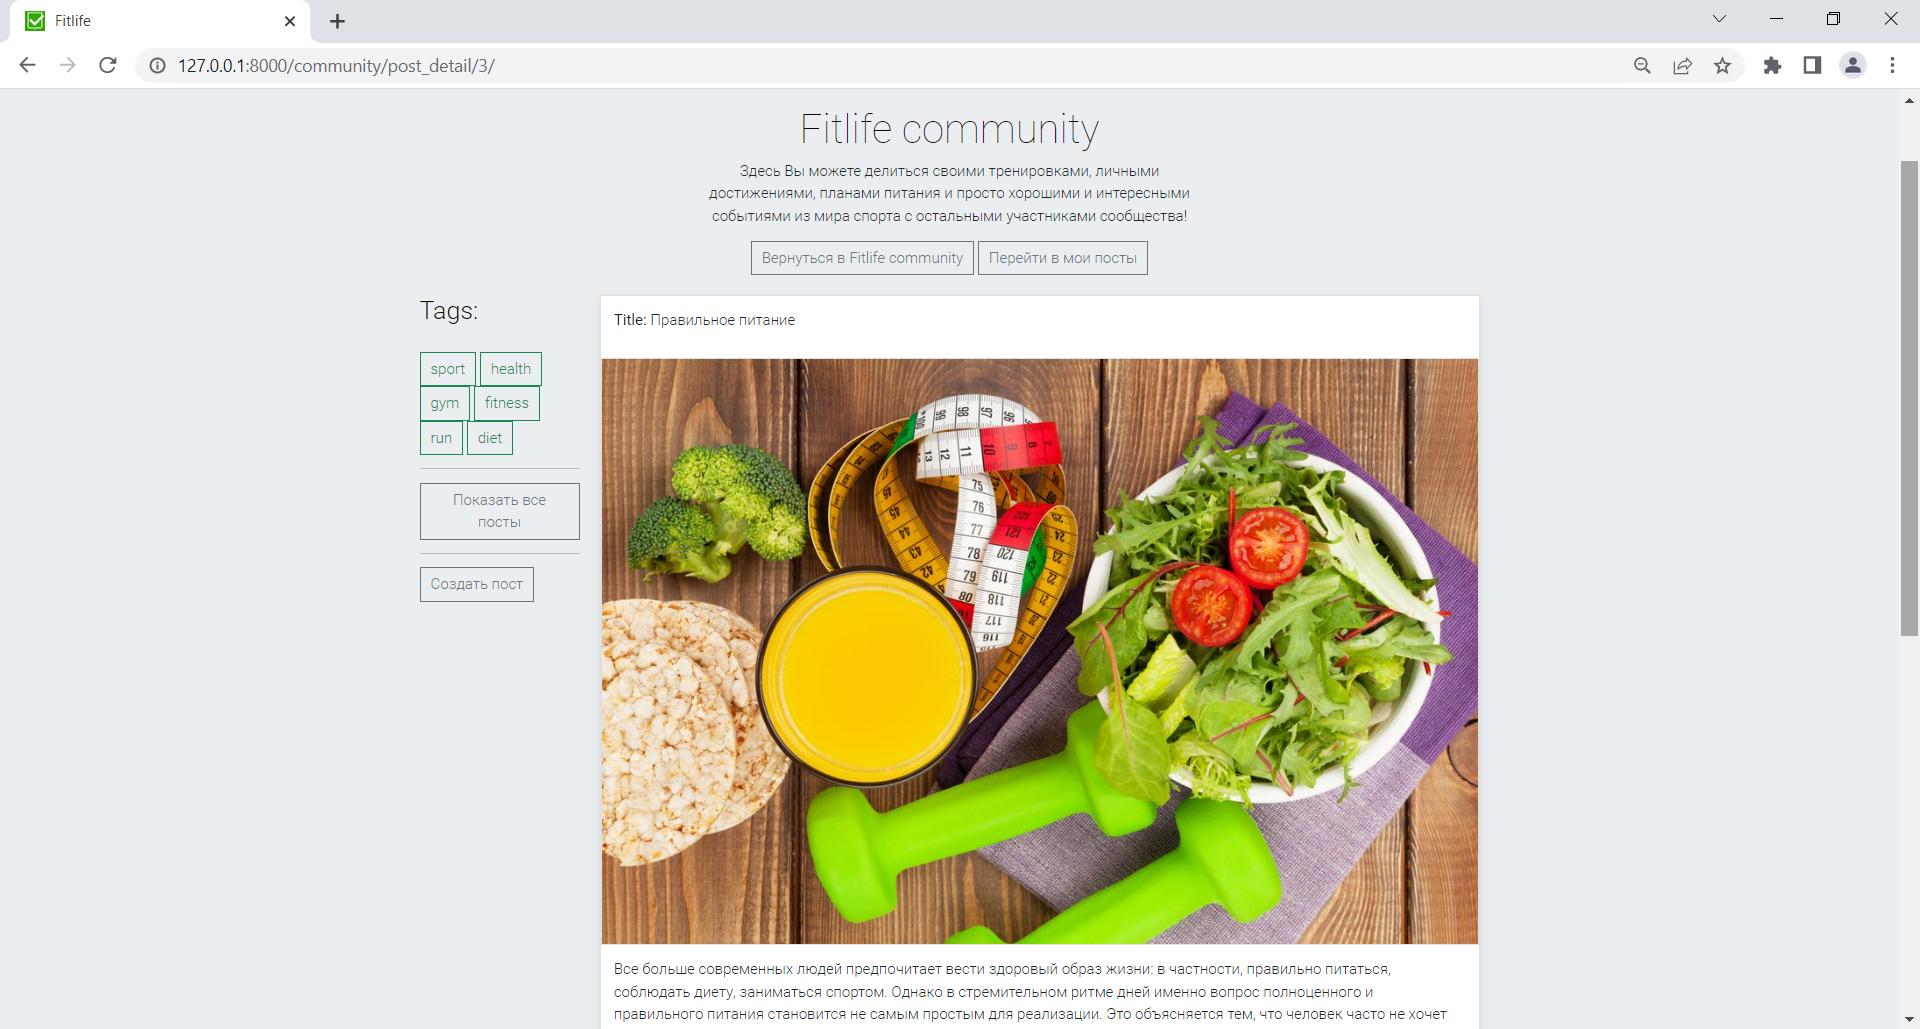 Fitlife
127.0.0.1:8000/community/post_detail/3/
Fitlife community
Здесь Вы можете делиться своими тренировками, личными
достижениями, планами питания и просто хорошими и интересными
событиями из мира спорта с остальными участниками сообщества!
Вернуться в Fitlife community Перейти в мои посты
Tags:
sport health
gym fitness
run diet
Показать все
посты
Создать пост
Title: Правильное питание
Все больше современных людей предпочитает вести здоровый образ жизни: в частности, правильно питаться,
соблюдать диету, заниматься спортом. Однако в стремительном ритме дней именно вопрос полноценного и
правильного питания становится не самым простым для реализации. Это объясняется тем, что человек часто не хочет